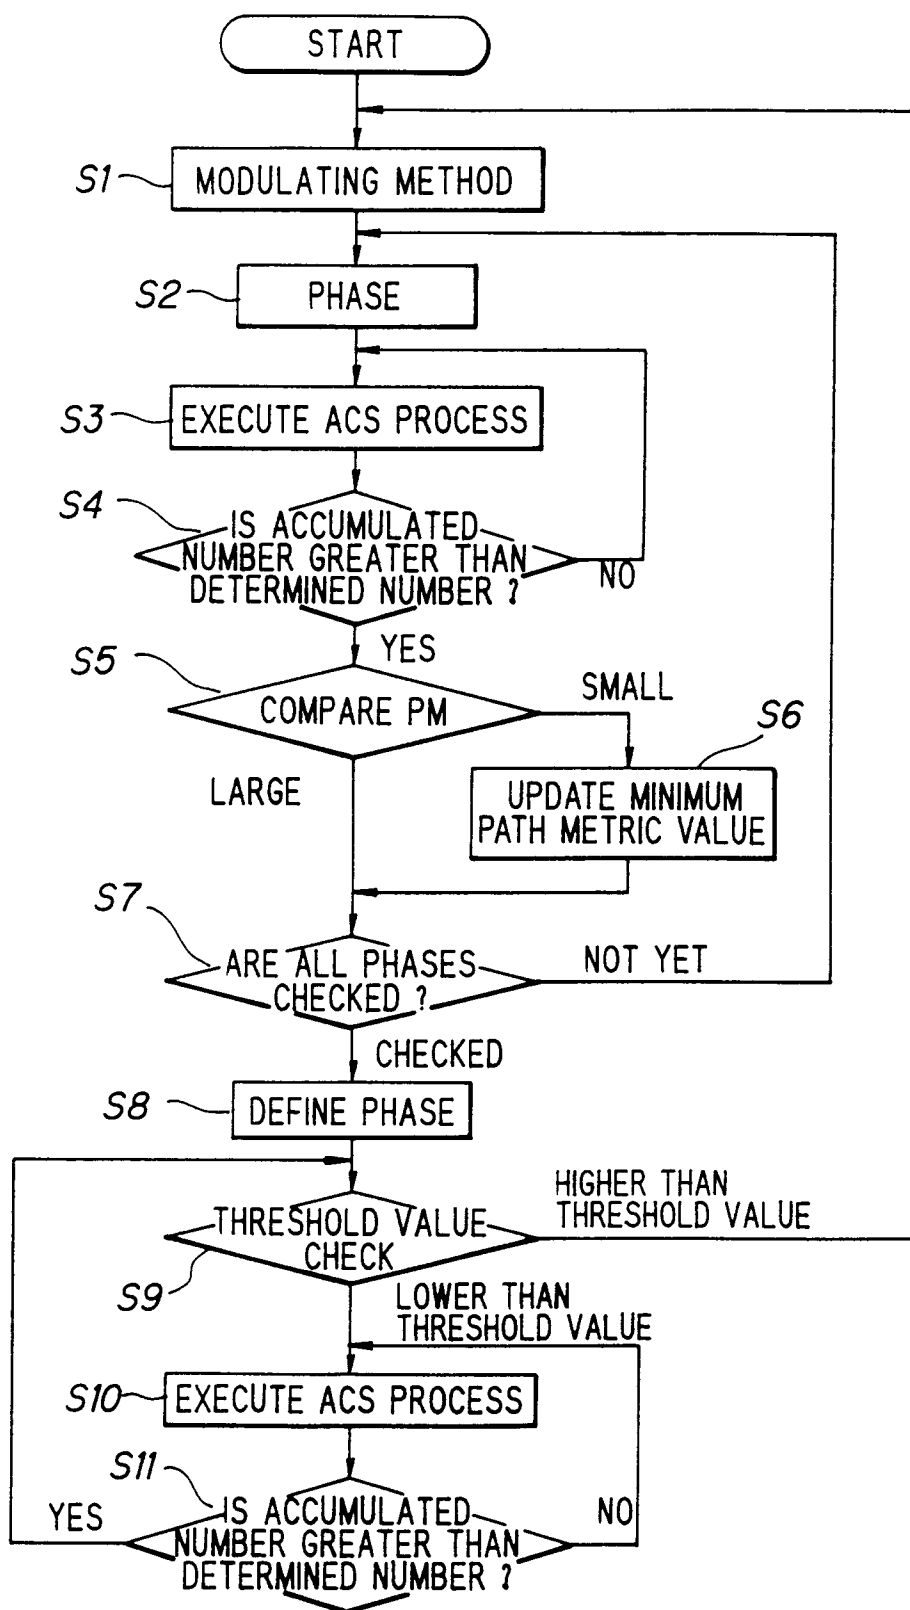 START
S1
MODULATING METHOD
S2
PHASE
S3
EXECUTE ACS PROCESS
S4
IS ACCUMULATED
NUMBER GREATER THAN
DETERMINED NUMBER ?
NO
YES
S5
COMPARE PM
SMALL
S6
LARGE
UPDATE MINIMUM
PATH METRIC VALUE
S7
ARE ALL PHASES
CHECKED ?
NOT YET
CHECKED
S8
DEFINE PHASE
HIGHER THAN
THRESHOLD VALUE
THRESHOLD VALUE
CHECK
S9
LOWER THAN
THRESHOLD VALUE
S10
EXECUTE ACS PROCESS
S11
YES
IS ACCUMULATED
NUMBER GREATER THAN
DETERMINED NUMBER ?
NO